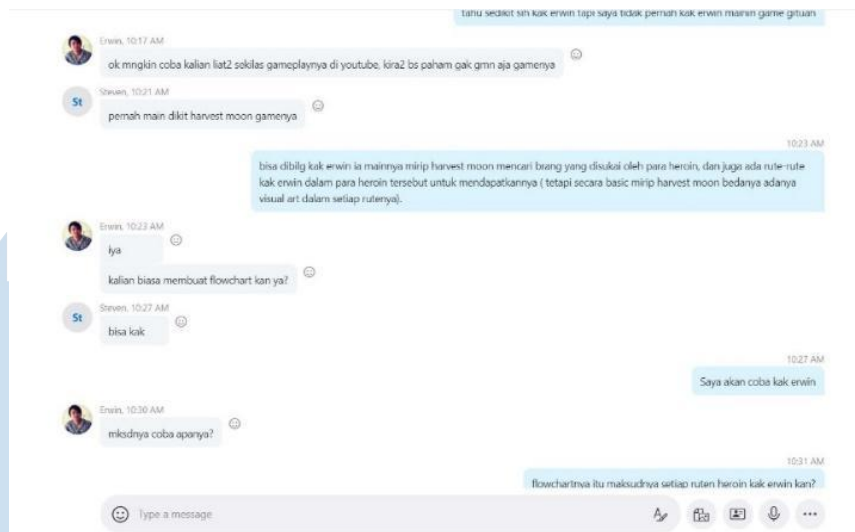 tahu sedikit sih kak erwin tapi saya tidak pernah kak erwin mainin game gituan
Erwin, 10:17 AM
ok mngkin coba kalian liat2 sekilas gameplaynya di youtube, kira2 bs paham gak gmn aja gamenya
St
Steven, 10:21 AM
pernah main dikit harvest moon gamenya
10:23 AM
bisa dibilg kak erwin ia mainnya mirip harvest moon mencari brang yang disukai oleh para heroin, dan juga ada rute-rute
kak erwin dalam para heroin tersebut untuk mendapatkannya ( tetapi secara basic mirip harvest moon bedanya adanya
visual art dalam setiap rutenya).
Erwin, 10:23 AM
iya
kalian biasa membuat flowchart kan ya?
St
Steven, 10:27 AM
bisa kak
10:27 AM
Saya akan coba kak erwin
Erwin, 10:30 AM
mksdnya coba apanya?
10:31 AM
flowchartnya itu maksudnya setiap ruten heroin kak erwin kan?
Type a message